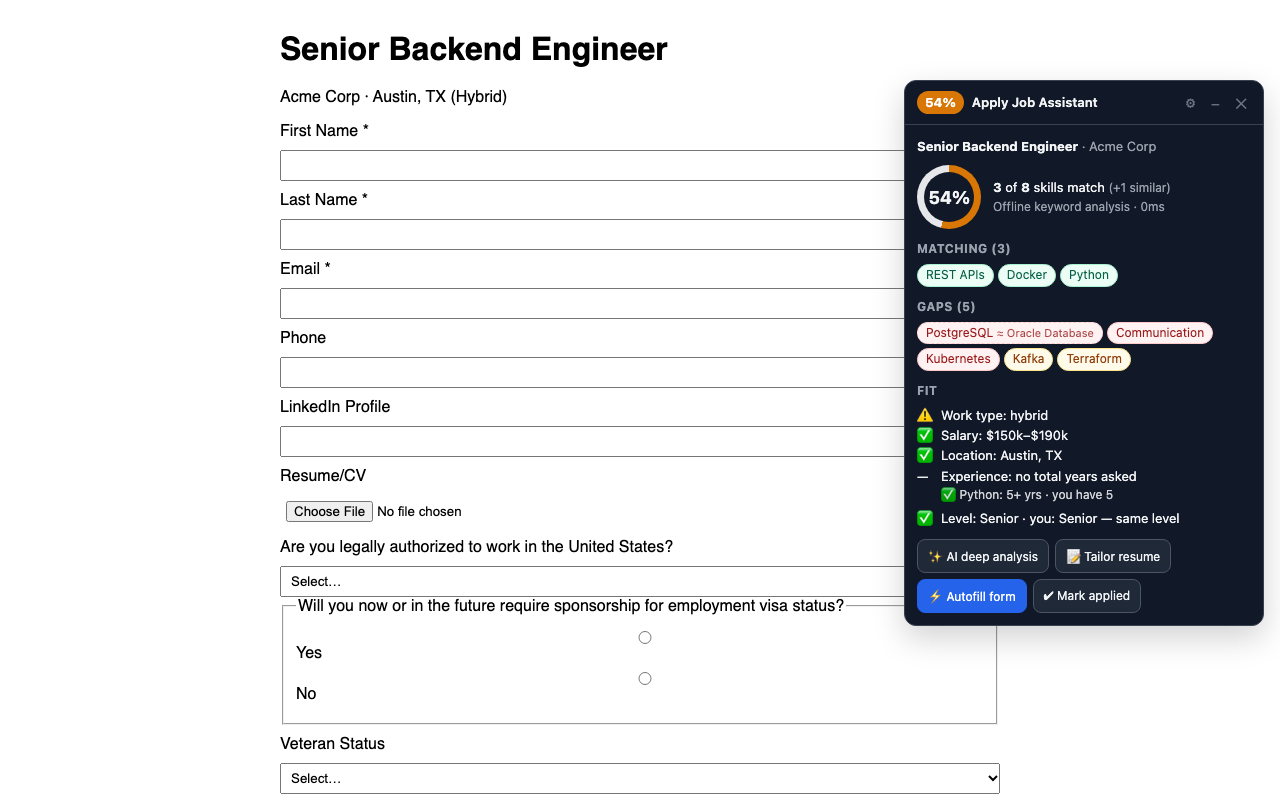 Senior Backend Engineer
Acme Corp · Austin, TX (Hybrid)
First Name *
Last Name *
Email *
Phone
LinkedIn Profile
Resume/CV
Choose File No file chosen
Are you legally authorized to work in the United States?
Select...
Will you now or in the future require sponsorship for employment visa status?
Yes
No
Veteran Status
Select...
54% Apply Job Assistant
Senior Backend Engineer · Acme Corp
54%
3 of 8 skills match (+1 similar)
Offline keyword analysis · 0ms
MATCHING (3)
REST APIs Docker Python
GAPS (5)
PostgreSQL ≈ Oracle Database Communication
Kubernetes Kafka Terraform
FIT
Work type: hybrid
Salary: $150k–$190k
Location: Austin, TX
— Experience: no total years asked
Python: 5+ yrs · you have 5
Level: Senior · you: Senior — same level
AI deep analysis Tailor resume
Autofill form ✔ Mark applied